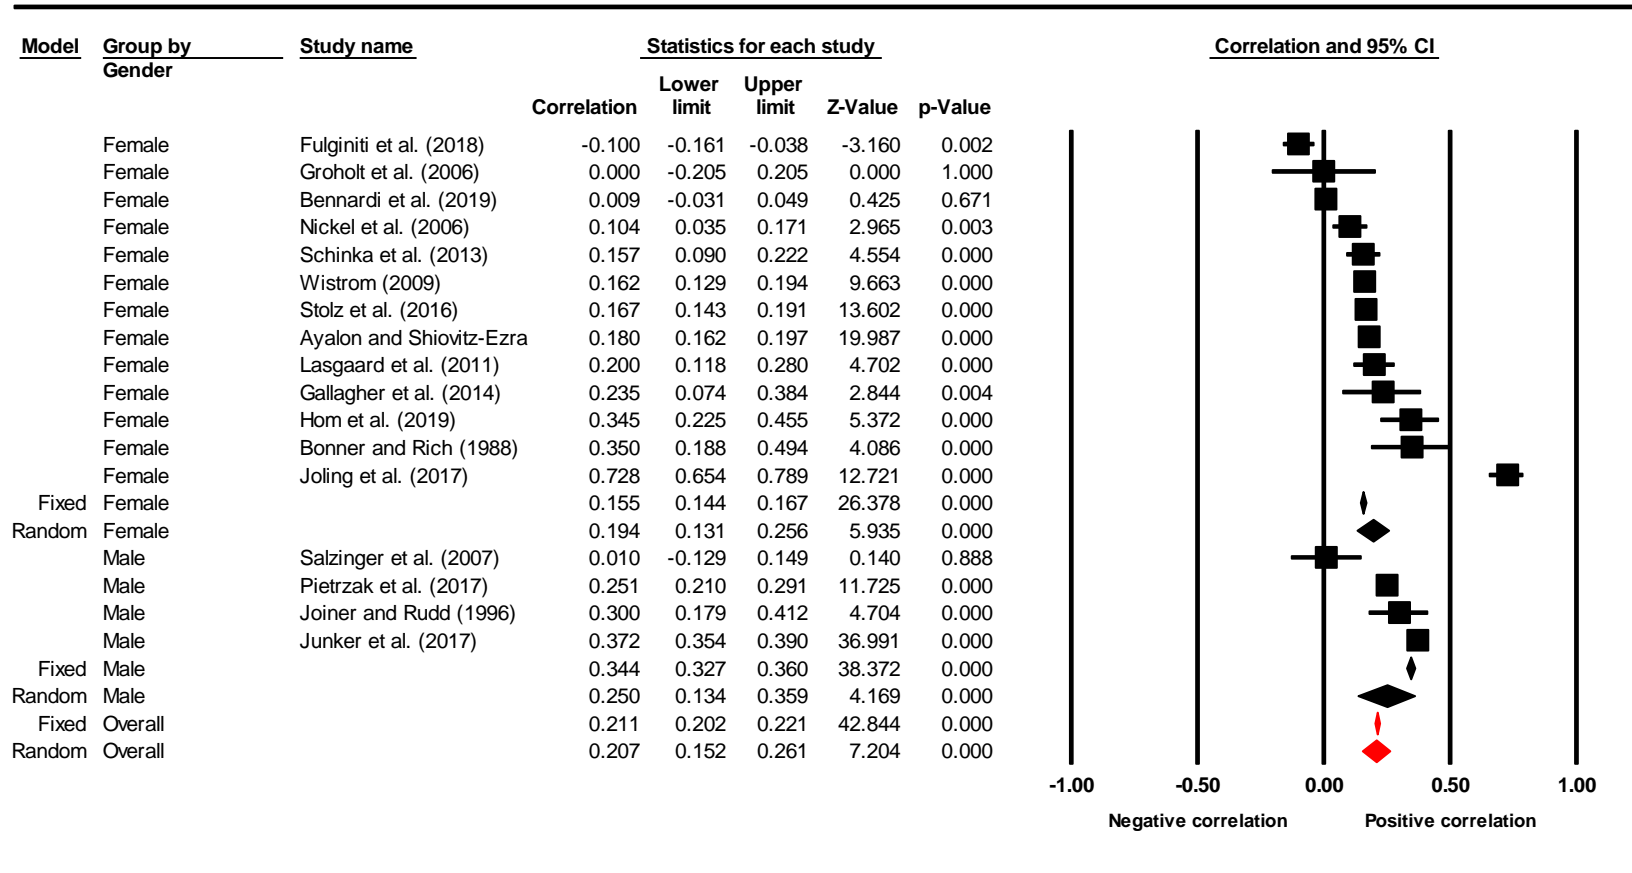 Model Group by Study name Statistics for each study Correlation and 95% CI
Gender
Lower Upper
Correlation limit limit Z-Value p-Value
Female Fulginiti et al. (2018) -0.100 -0.161 -0.038 -3.160 0.002
Female Groholt et al. (2006) 0.000 -0.205 0.205 0.000 1.000
Female Bennardi et al. (2019) 0.009 -0.031 0.049 0.425 0.671
Female Nickel et al. (2006) 0.104 0.035 0.171 2.965 0.003
Female Schinka et al. (2013) 0.157 0.090 0.222 4.554 0.000
Female Wistrom (2009) 0.162 0.129 0.194 9.663 0.000
Female Stolz et al. (2016) 0.167 0.143 0.191 13.602 0.000
Female Ayalon and Shiovitz-Ezra 0.180 0.162 0.197 19.987 0.000
Female Lasgaard et al. (2011) 0.200 0.118 0.280 4.702 0.000
Female Gallagher et al. (2014) 0.235 0.074 0.384 2.844 0.004
Female Hom et al. (2019) 0.345 0.225 0.455 5.372 0.000
Female Bonner and Rich (1988) 0.350 0.188 0.494 4.086 0.000
Female Joling et al. (2017) 0.728 0.654 0.789 12.721 0.000
Fixed Female 0.155 0.144 0.167 26.378 0.000
Random Female 0.194 0.131 0.256 5.935 0.000
Male Salzinger et al. (2007) 0.010 -0.129 0.149 0.140 0.888
Male Pietrzak et al. (2017) 0.251 0.210 0.291 11.725 0.000
Male Joiner and Rudd (1996) 0.300 0.179 0.412 4.704 0.000
Male Junker et al. (2017) 0.372 0.354 0.390 36.991 0.000
Fixed Male 0.344 0.327 0.360 38.372 0.000
Random Male 0.250 0.134 0.359 4.169 0.000
Fixed Overall 0.211 0.202 0.221 42.844 0.000
Random Overall 0.207 0.152 0.261 7.204 0.000
-1.00 -0.50 0.00 0.50 1.00
Negative correlation Positive correlation